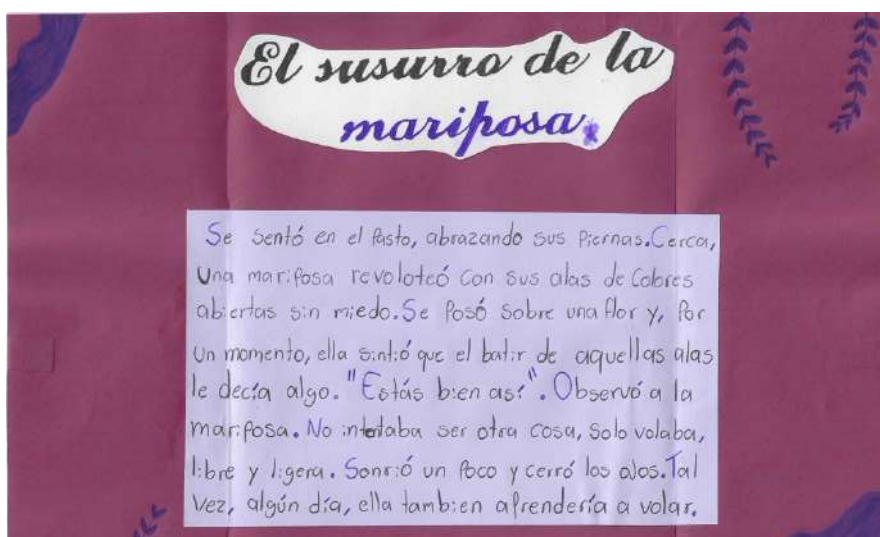 El susurro de la
mariposa.
Se sentó en el pasto, abrazando sus piernas. Cerca,
una mariposa revoloteó con sus alas de colores
abiertas sin miedo. Se posó sobre una flor y, por
un momento, ella sintió que el batir de aquellas alas
le decía algo. "Estás bien así". Observó a la
mariposa. No intentaba ser otra cosa, solo volaba,
libre y ligera. Sonrió un poco y cerró los ojos. Tal
vez, algún día, ella tambien aprendería a volar.